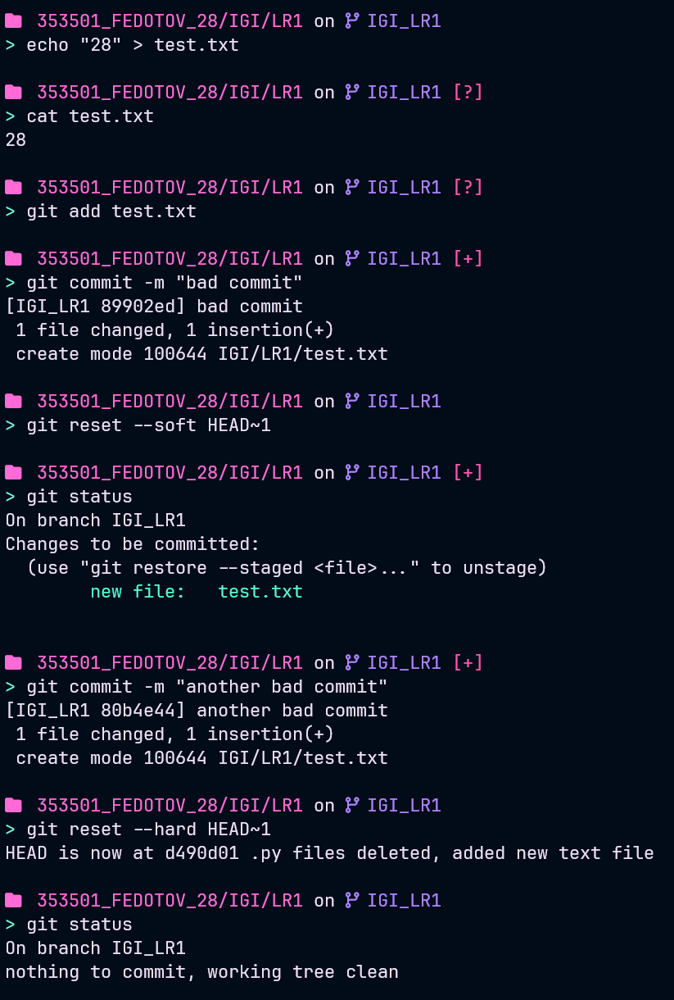 353501_FEDOTOV_28/IGI/LR1 on IGI_LR1
> echo "28" > test.txt
353501_FEDOTOV_28/IGI/LR1 on IGI_LR1 [?]
> cat test.txt
28
353501_FEDOTOV_28/IGI/LR1 on IGI_LR1 [?]
> git add test.txt
353501_FEDOTOV_28/IGI/LR1 on IGI_LR1 [+]
> git commit -m "bad commit"
[IGI_LR1 89902ed] bad commit
1 file changed, 1 insertion(+)
create mode 100644 IGI/LR1/test.txt
353501_FEDOTOV_28/IGI/LR1 on IGI_LR1
> git reset --soft HEAD~1
353501_FEDOTOV_28/IGI/LR1 on IGI_LR1 [+]
> git status
On branch IGI_LR1
Changes to be committed:
(use "git restore --staged <file>..." to unstage)
new file:   test.txt
353501_FEDOTOV_28/IGI/LR1 on IGI_LR1 [+]
> git commit -m "another bad commit"
[IGI_LR1 80b4e44] another bad commit
1 file changed, 1 insertion(+)
create mode 100644 IGI/LR1/test.txt
353501_FEDOTOV_28/IGI/LR1 on IGI_LR1
> git reset --hard HEAD~1
HEAD is now at d490d01 .py files deleted, added new text file
353501_FEDOTOV_28/IGI/LR1 on IGI_LR1
> git status
On branch IGI_LR1
nothing to commit, working tree clean